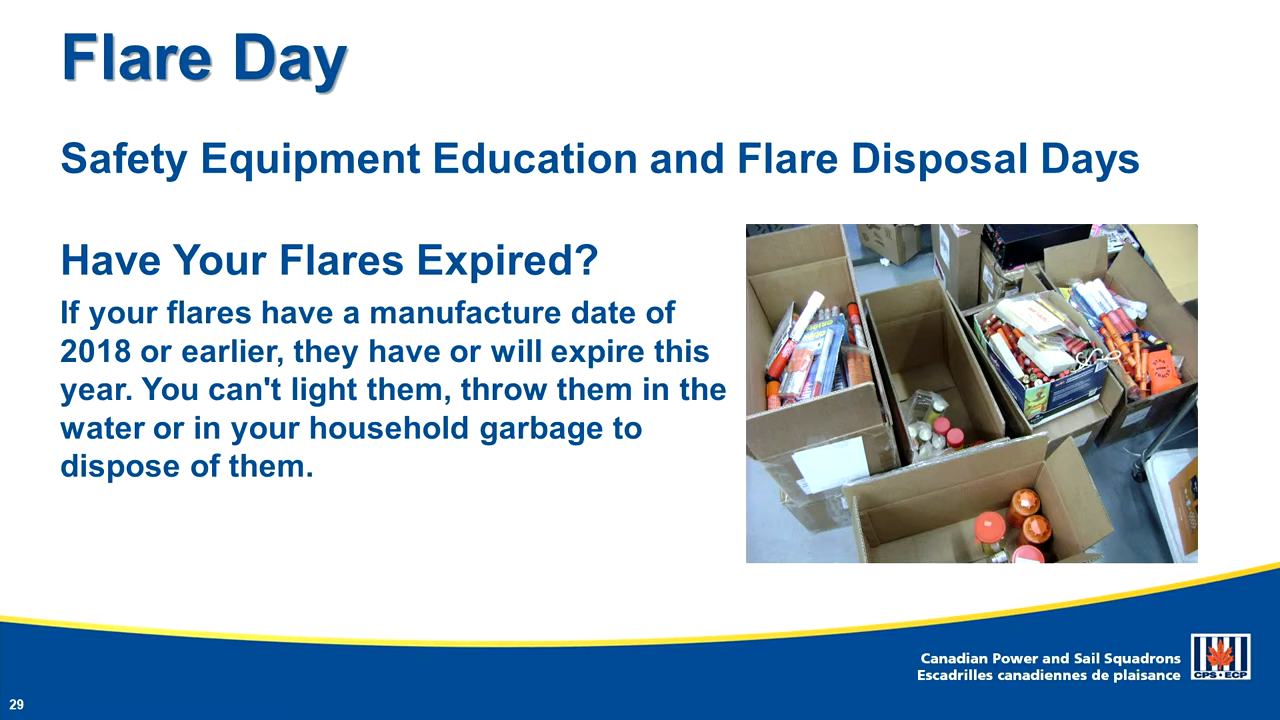 Flare Day
Safety Equipment Education and Flare Disposal Days
Have Your Flares Expired?
If your flares have a manufacture date of
2018 or earlier, they have or will expire this
year. You can't light them, throw them in the
water or in your household garbage to
dispose of them.
Canadian Power and Sail Squadrons
Escadrilles canadiennes de plaisance
CPS • ECP
29